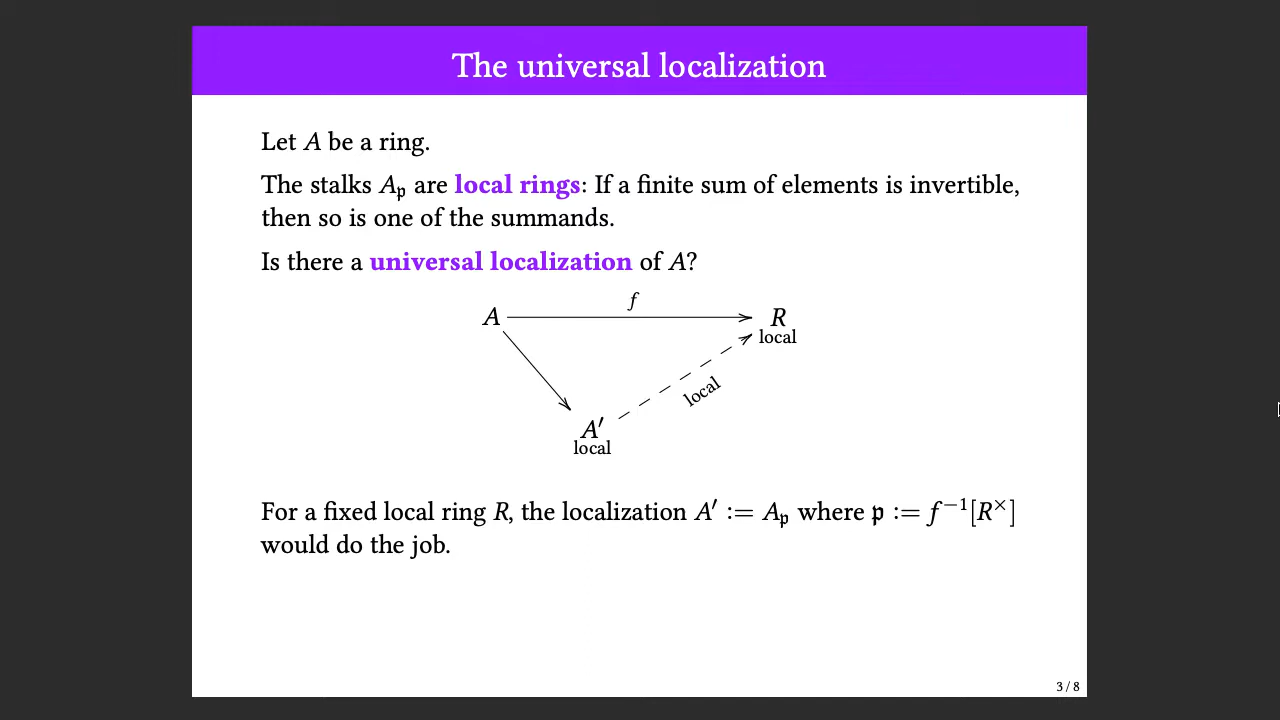 The universal localization
Let A be a ring.
The stalks A𝔭 are local rings: If a finite sum of elements is invertible,
then so is one of the summands.
Is there a universal localization of A?
f
A
R
local
local
A′
local
For a fixed local ring R, the localization A′ := A𝔭 where 𝔭 := f⁻¹[R×]
would do the job.
3 / 8